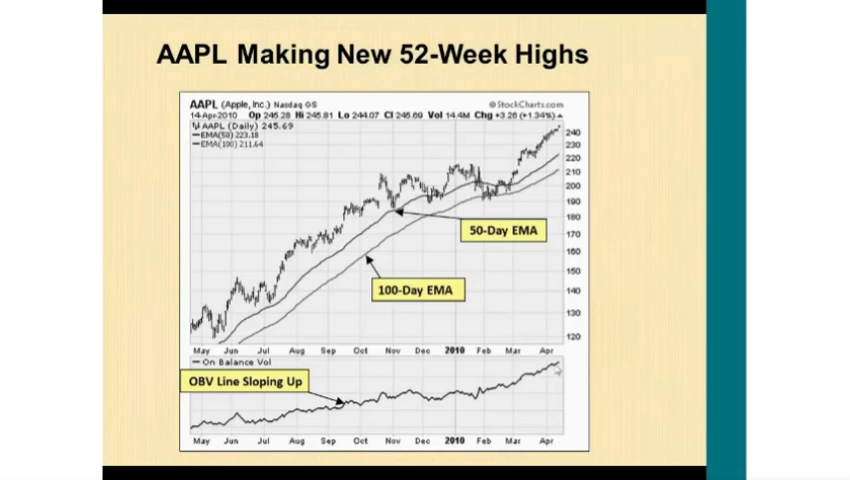 AAPL Making New 52-Week Highs
AAPL (Apple, Inc.) Nasdaq GS © StockCharts.com
14-Apr-2010 Op 245.28 Hi 245.81 Lo 244.07 Cl 245.69 Vol 14.4M Chg +3.26 (+1.34%)
AAPL (Daily) 245.69
EMA(50) 223.18
EMA(100) 211.64
240
230
220
210
200
190
180
170
160
150
140
130
120
50-Day EMA
100-Day EMA
May Jun Jul Aug Sep Oct Nov Dec 2010 Feb Mar Apr
On Balance Vol
OBV Line Sloping Up
May Jun Jul Aug Sep Oct Nov Dec 2010 Feb Mar Apr